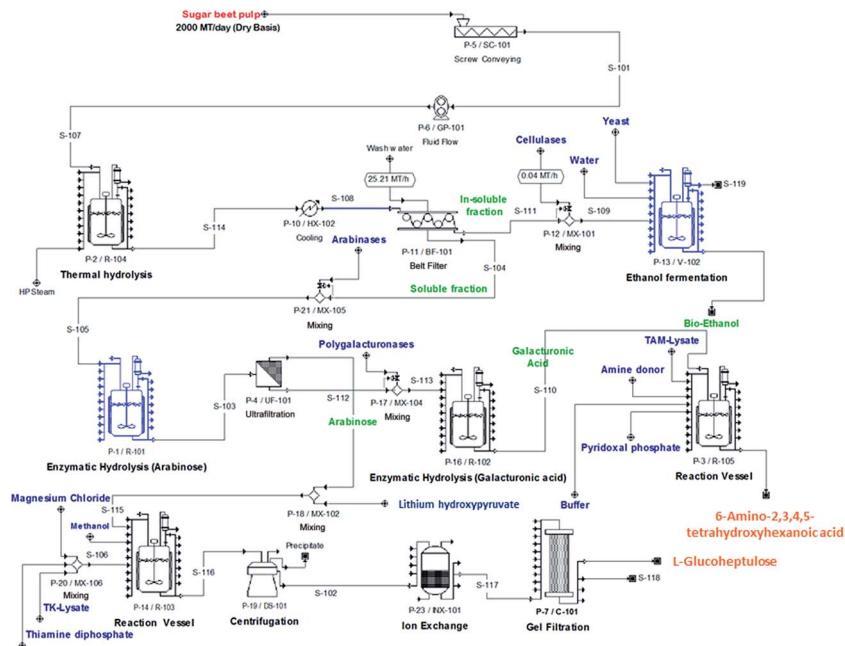 Sugar beet pulp
2000 MT/day (Dry Basis)
P-5 / SC-101
Screw Conveying
S-101
P-6 / GP-101
Fluid Flow
S-107
Wash water
25.21 MT/h
Cellulases
0.04 MT/h
Yeast
Water
S-119
In-soluble
fraction
S-108
S-111
S-109
S-114
P-10 / HX-102
Cooling
P-12 / MX-101
Mixing
P-13 / V-102
Ethanol fermentation
P-2 / R-104
Thermal hydrolysis
HP Steam
Arabinases
P-11 / BF-101
Belt Filter
S-104
Soluble fraction
P-21 / MX-105
Mixing
S-105
Bio-Ethanol
Polygalacturonases
Galacturonic
Acid
TAM-Lysate
Amine donor
S-113
S-110
S-103
P-4 / UF-101
Ultrafiltration
S-112
P-17 / MX-104
Mixing
Arabinose
P-1 / R-101
Enzymatic Hydrolysis (Arabinose)
P-16 / R-102
Enzymatic Hydrolysis (Galacturonic acid)
Pyridoxal phosphate
P-3 / R-105
Reaction Vessel
Buffer
Magnesium Chloride
S-115
P-18 / MX-102
Mixing
Lithium hydroxypyruvate
Methanol
6-Amino-2,3,4,5-
tetrahydroxyhexanoic acid
S-106
Precipitate
L-Glucoheptulose
P-20 / MX-106
Mixing
S-116
S-102
S-117
S-118
TK-Lysate
P-14 / R-103
Reaction Vessel
P-19 / DS-101
Centrifugation
P-23 / INX-101
Ion Exchange
P-7 / C-101
Gel Filtration
Thiamine diphosphate